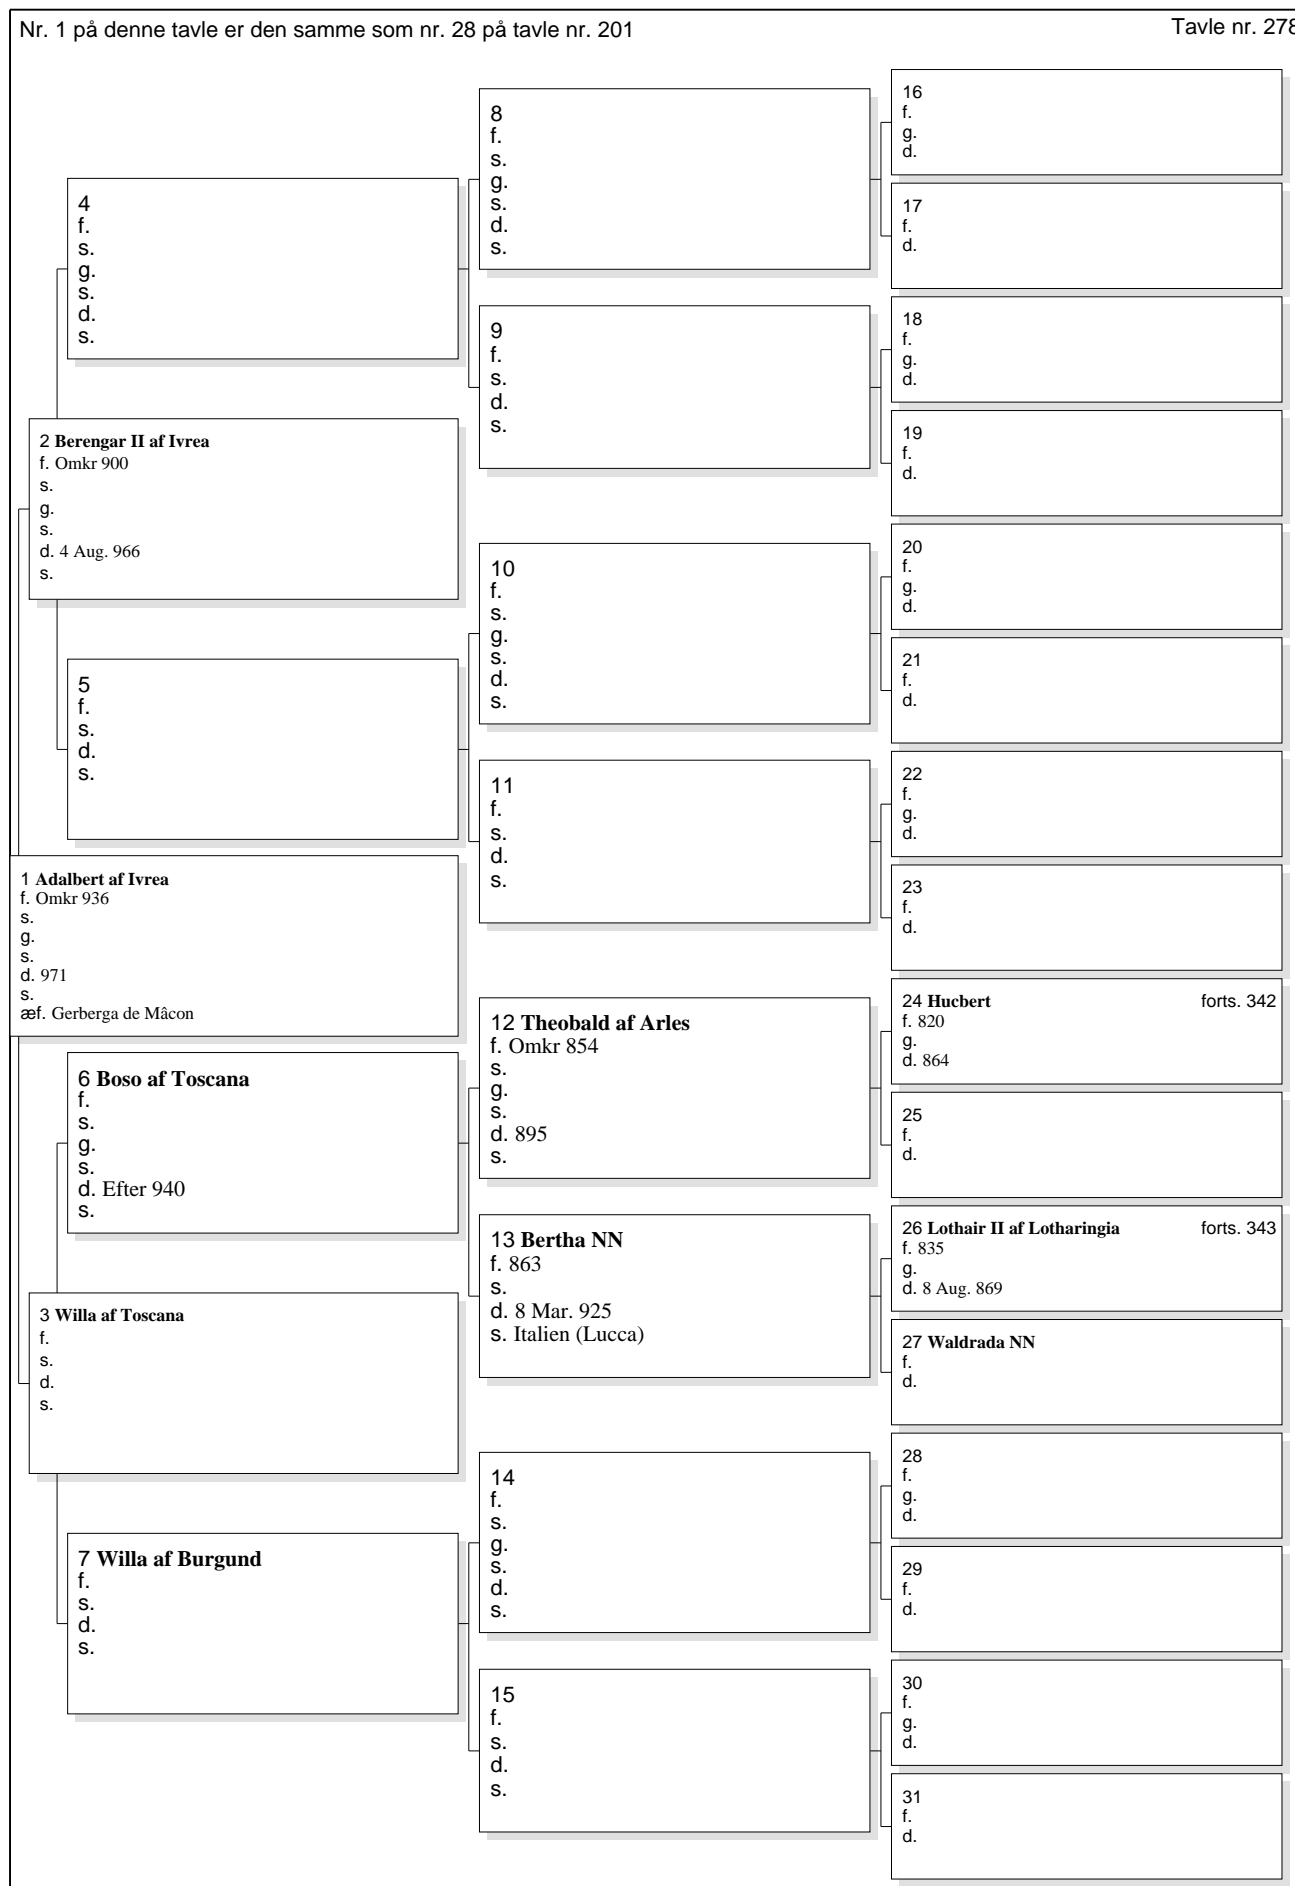 Nr. 1 på denne tavle er den samme som nr. 28 på tavle nr. 201
Tavle nr. 278
16
f.
g.
d.
8
f.
s.
g.
s.
d.
s.
17
f.
d.
4
f.
s.
g.
s.
d.
s.
18
f.
g.
d.
9
f.
s.
d.
s.
19
f.
d.
2 Berengar II af Ivrea
f. Omkr 900
s.
g.
s.
d. 4 Aug. 966
s.
20
f.
g.
d.
10
f.
s.
g.
s.
d.
s.
21
f.
d.
5
f.
s.
d.
s.
22
f.
g.
d.
11
f.
s.
d.
s.
23
f.
d.
1 Adalbert af Ivrea
f. Omkr 936
s.
g.
s.
d. 971
s.
æf. Gerberga de Mâcon
24 Hucbert forts. 342
f. 820
g.
d. 864
12 Theobald af Arles
f. Omkr 854
s.
g.
s.
d. 895
s.
25
f.
d.
6 Boso af Toscana
f.
s.
g.
s.
d. Efter 940
s.
26 Lothair II af Lotharingia forts. 343
f. 835
g.
d. 8 Aug. 869
13 Bertha NN
f. 863
s.
d. 8 Mar. 925
s. Italien (Lucca)
27 Waldrada NN
f.
d.
3 Willa af Toscana
f.
s.
d.
s.
28
f.
g.
d.
14
f.
s.
g.
s.
d.
s.
29
f.
d.
7 Willa af Burgund
f.
s.
d.
s.
30
f.
g.
d.
15
f.
s.
d.
s.
31
f.
d.